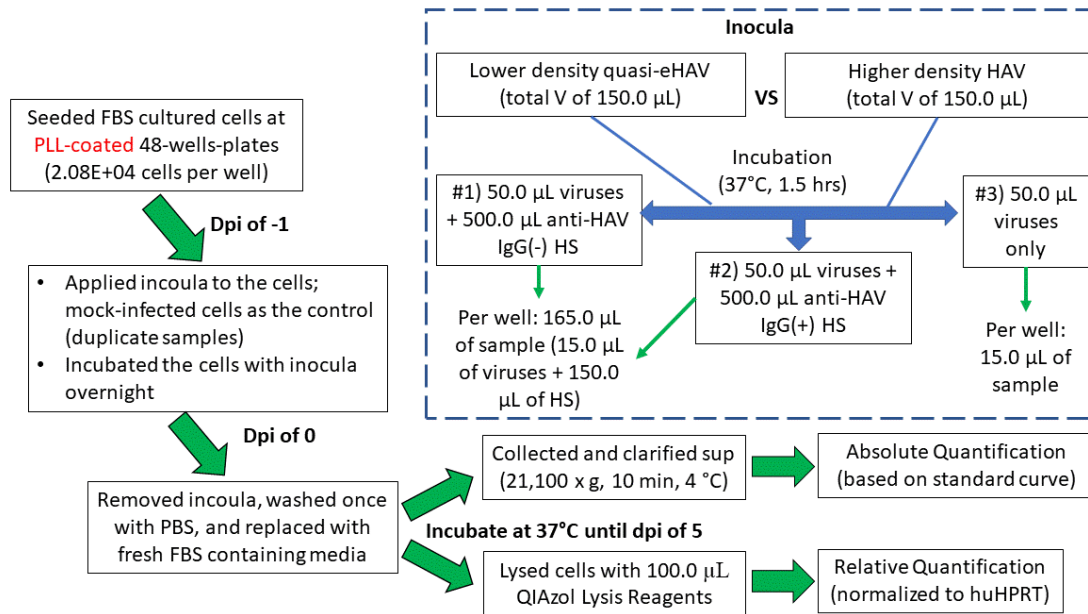 Inocula
Lower density quasi-eHAV
(total V of 150.0 µL)
VS
Higher density HAV
(total V of 150.0 µL)
Seeded FBS cultured cells at
PLL-coated 48-wells-plates
(2.08E+04 cells per well)
Incubation
(37°C, 1.5 hrs)
#1) 50.0 µL viruses
+ 500.0 µL anti-HAV
IgG(-) HS
#3) 50.0 µL
viruses
only
Dpi of -1
#2) 50.0 µL viruses +
500.0 µL anti-HAV
IgG(+) HS
• Applied incoula to the cells;
mock-infected cells as the control
(duplicate samples)
• Incubated the cells with inocula
overnight
Per well: 165.0 µL
of sample (15.0 µL
of viruses + 150.0
µL of HS)
Per well:
15.0 µL of
sample
Dpi of 0
Removed incoula, washed once
with PBS, and replaced with
fresh FBS containing media
Collected and clarified sup
(21,100 x g, 10 min, 4 °C)
Absolute Quantification
(based on standard curve)
Incubate at 37°C until dpi of 5
Lysed cells with 100.0 µL
QIAzol Lysis Reagents
Relative Quantification
(normalized to huHPRT)